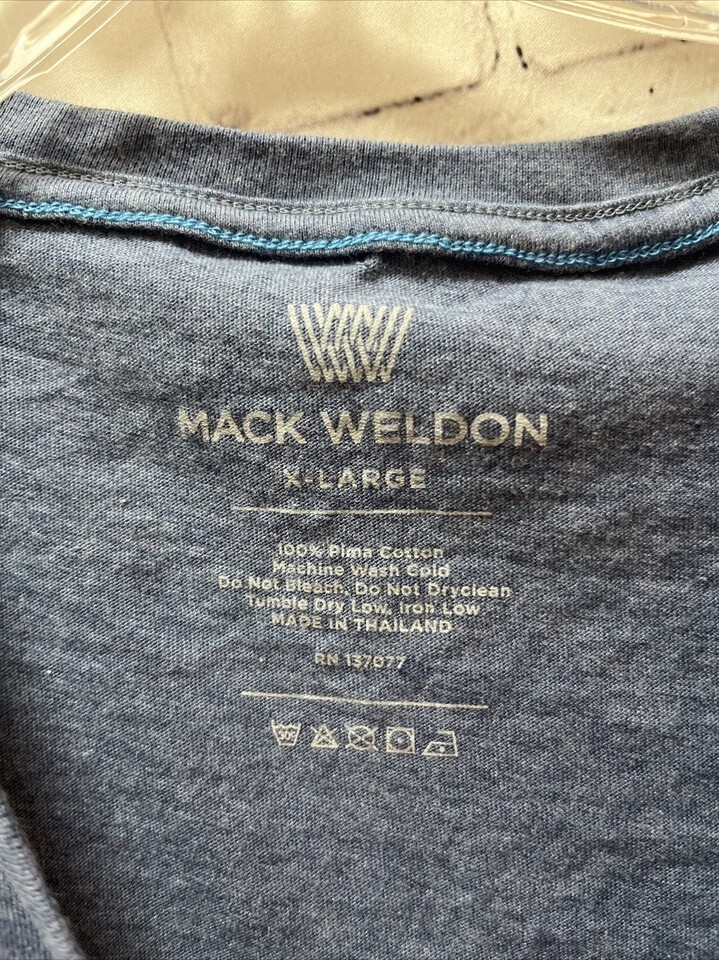 MACK WELDON
X-LARGE
100% Pima Cotton
Machine Wash Cold
Do Not Bleach, Do Not Dryclean
Tumble Dry Low, Iron Low
MADE IN THAILAND
RN 137077
30°